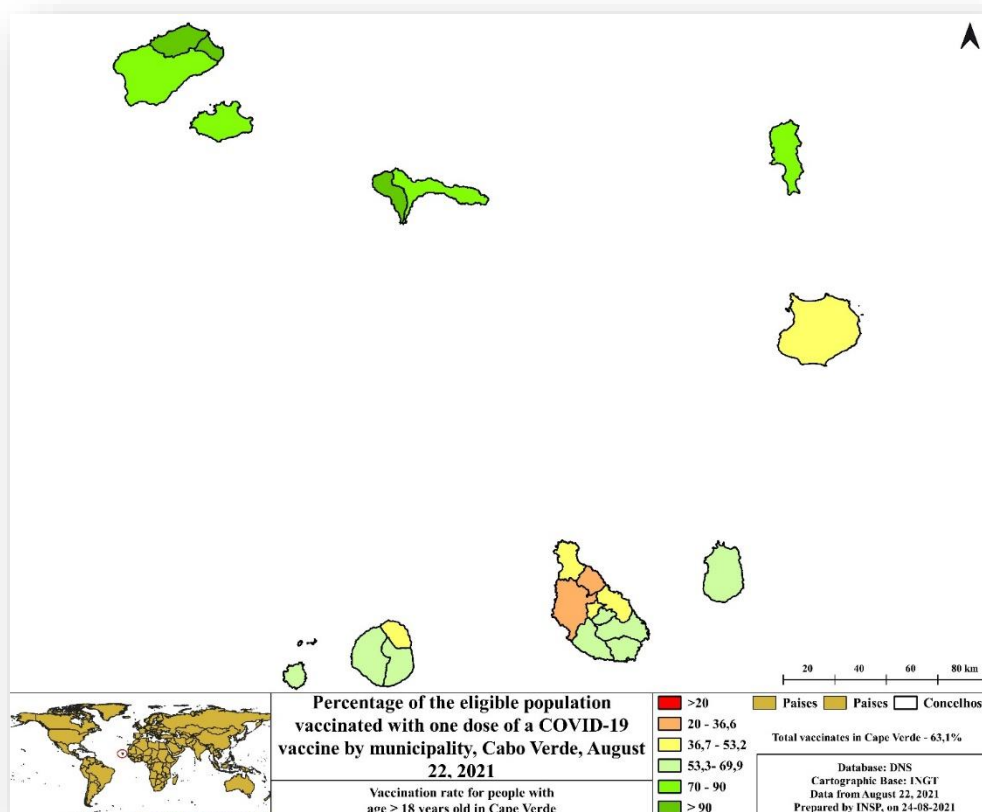 20 40 60 80 km
Percentage of the eligible population
vaccinated with one dose of a COVID-19
vaccine by municipality, Cabo Verde, August
22, 2021
Vaccination rate for people with
age ≥ 18 years old in Cape Verde
>20
20 - 36,6
36,7 - 53,2
53,3- 69,9
70 - 90
> 90
Paises Paises Concelhos
Total vaccinates in Cape Verde - 63,1%
Database: DNS
Cartographic Base: INGT
Data from August 22, 2021
Prepared by INSP, on 24-08-2021